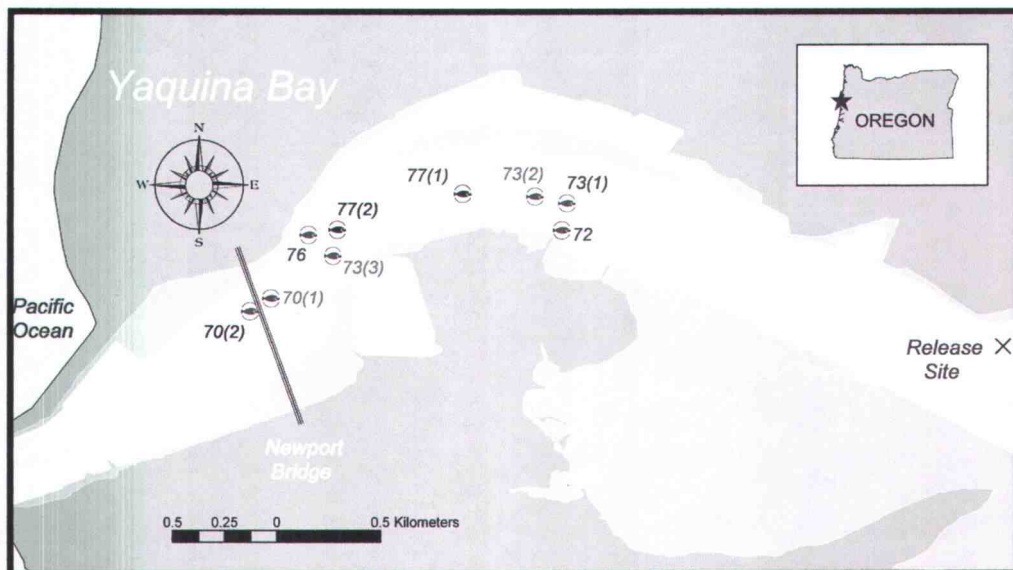 Yaquina Bay
N
W E
S
OREGON
77(1)
73(2)
73(1)
77(2)
72
76
73(3)
70(1)
70(2)
Pacific
Ocean
Release
Site
Newport
Bridge
0.5 0.25 0 0.5 Kilometers